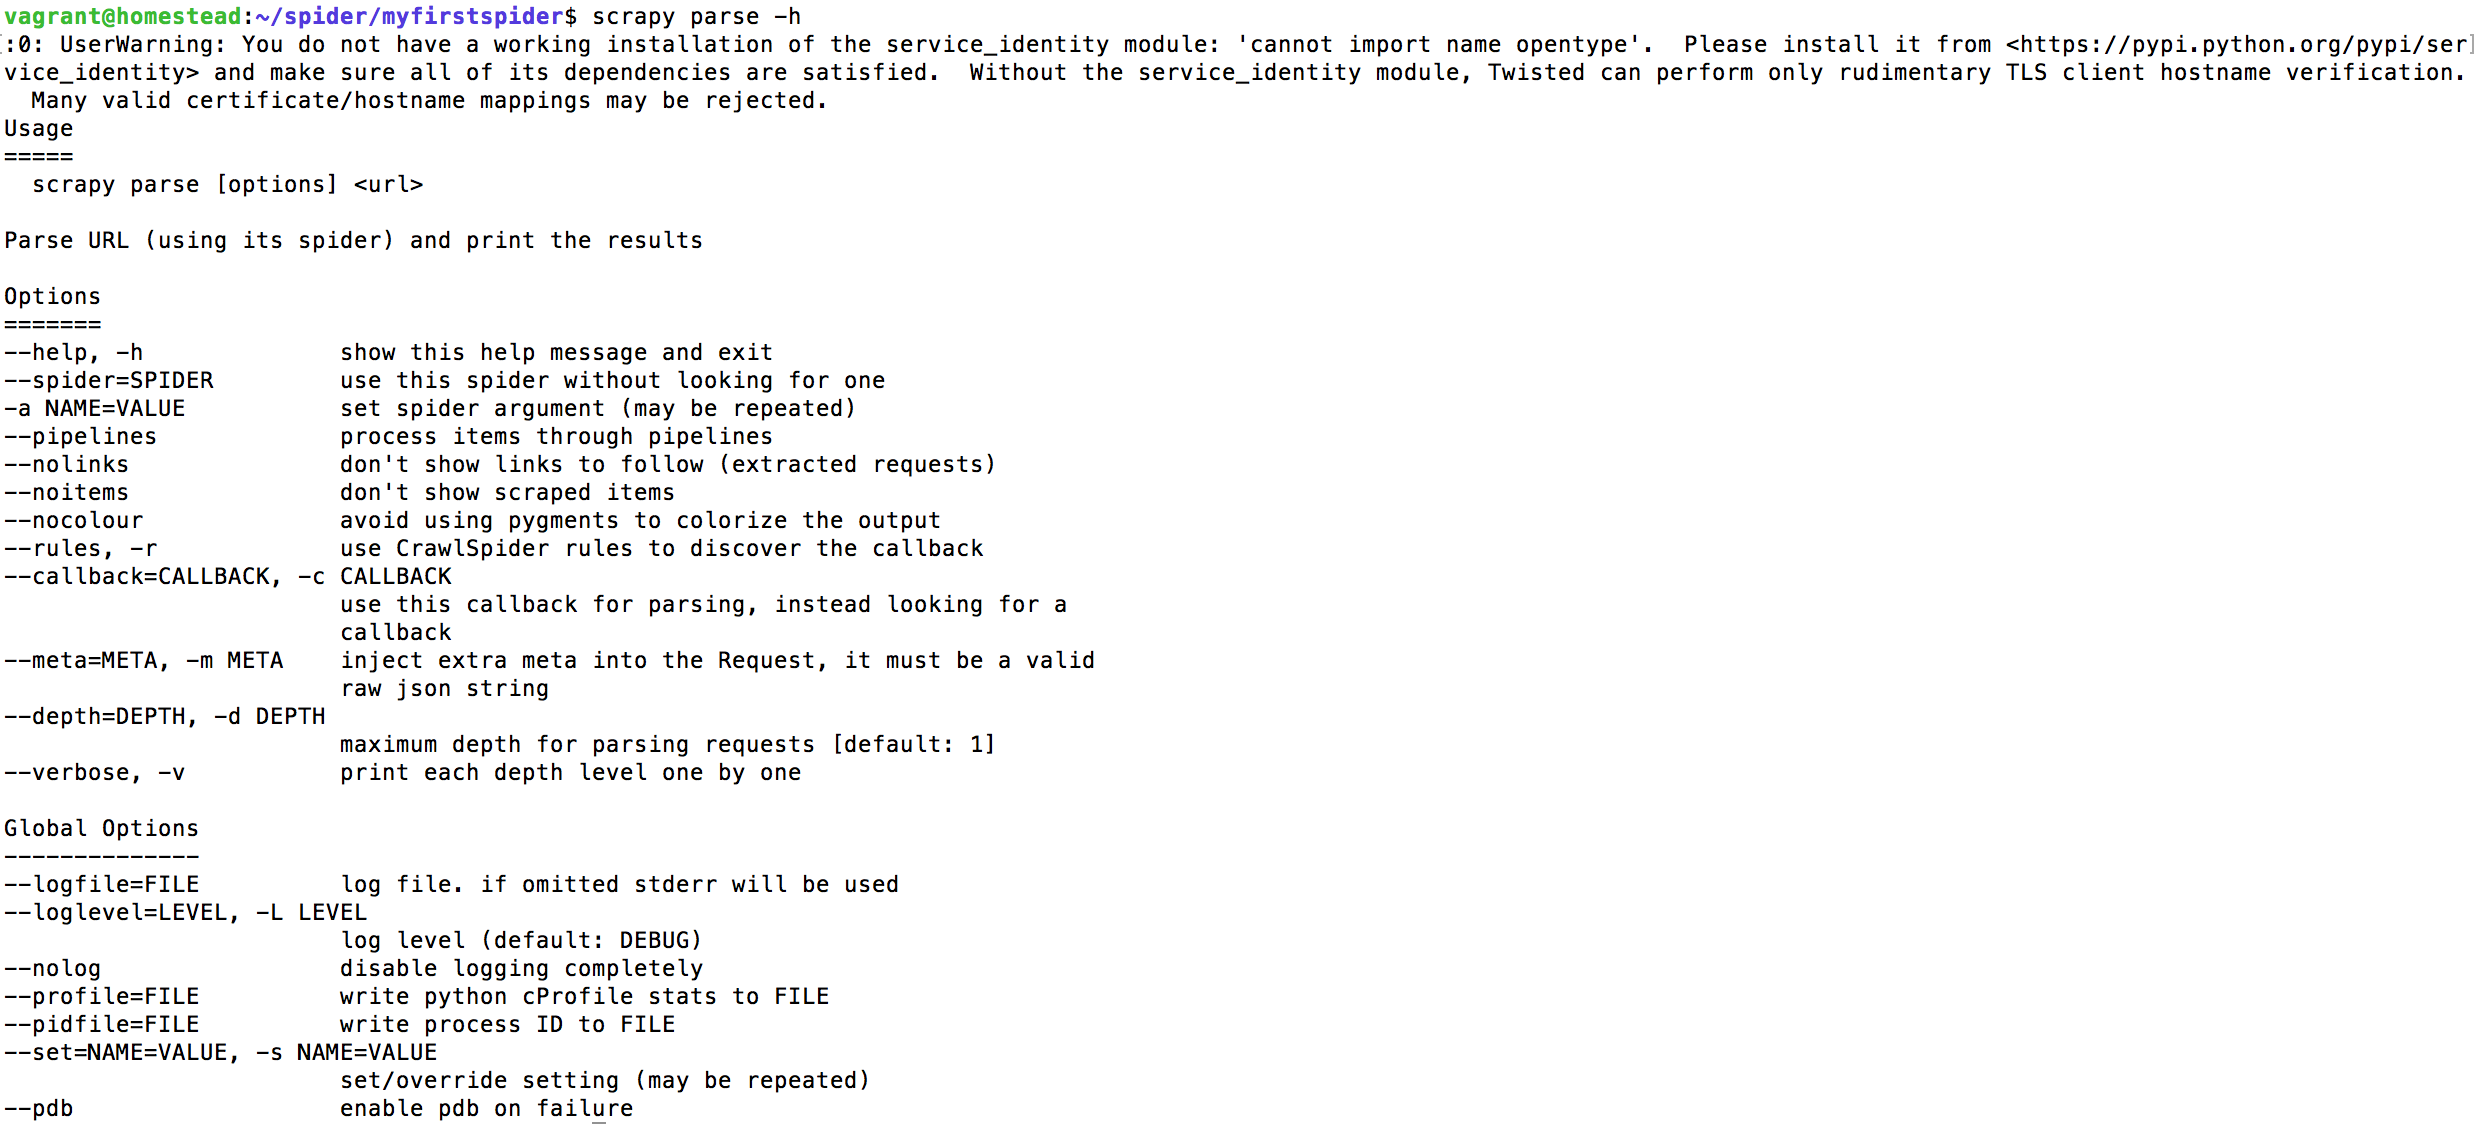 vagrant@homestead:~/spider/myfirstspider$ scrapy parse -h
:0: UserWarning: You do not have a working installation of the service_identity module: 'cannot import name opentype'.  Please install it from <https://pypi.python.org/pypi/ser
vice_identity> and make sure all of its dependencies are satisfied.  Without the service_identity module, Twisted can perform only rudimentary TLS client hostname verification.
  Many valid certificate/hostname mappings may be rejected.
Usage
=====
  scrapy parse [options] <url>

Parse URL (using its spider) and print the results

Options
=======
--help, -h              show this help message and exit
--spider=SPIDER         use this spider without looking for one
-a NAME=VALUE           set spider argument (may be repeated)
--pipelines             process items through pipelines
--nolinks               don't show links to follow (extracted requests)
--noitems               don't show scraped items
--nocolour              avoid using pygments to colorize the output
--rules, -r             use CrawlSpider rules to discover the callback
--callback=CALLBACK, -c CALLBACK
                        use this callback for parsing, instead looking for a
                        callback
--meta=META, -m META    inject extra meta into the Request, it must be a valid
                        raw json string
--depth=DEPTH, -d DEPTH
                        maximum depth for parsing requests [default: 1]
--verbose, -v           print each depth level one by one

Global Options
--------------
--logfile=FILE          log file. if omitted stderr will be used
--loglevel=LEVEL, -L LEVEL
                        log level (default: DEBUG)
--nolog                 disable logging completely
--profile=FILE          write python cProfile stats to FILE
--pidfile=FILE          write process ID to FILE
--set=NAME=VALUE, -s NAME=VALUE
                        set/override setting (may be repeated)
--pdb                   enable pdb on failure